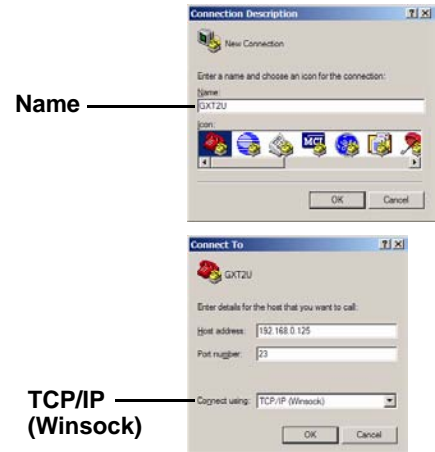 Connection Description
New Connection
Enter a name and choose an icon for the connection:
Name
Name:
GXT2U
Icon:
MCI
OK Cancel
Connect To
GXT2U
Enter details for the host that you want to call:
Host address: 192.168.0.125
Port number: 23
TCP/IP
(Winsock)
Connect using: TCP/IP (Winsock)
OK Cancel